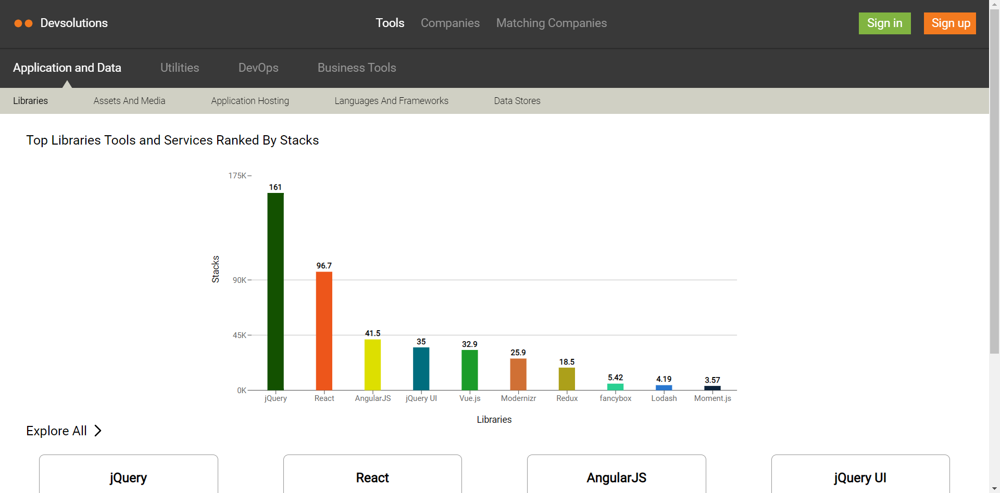 Devsolutions
Tools Companies Matching Companies
Sign in Sign up
Application and Data Utilities DevOps Business Tools
Libraries Assets And Media Application Hosting Languages And Frameworks Data Stores
Top Libraries Tools and Services Ranked By Stacks
175K
161
96.7
Stacks
90K
45K
41.5
35
32.9
25.9
18.5
5.42
4.19
3.57
0K
jQuery React AngularJS jQuery UI Vue.js Modernizr Redux fancybox Lodash Moment.js
Libraries
Explore All
jQuery React AngularJS jQuery UI